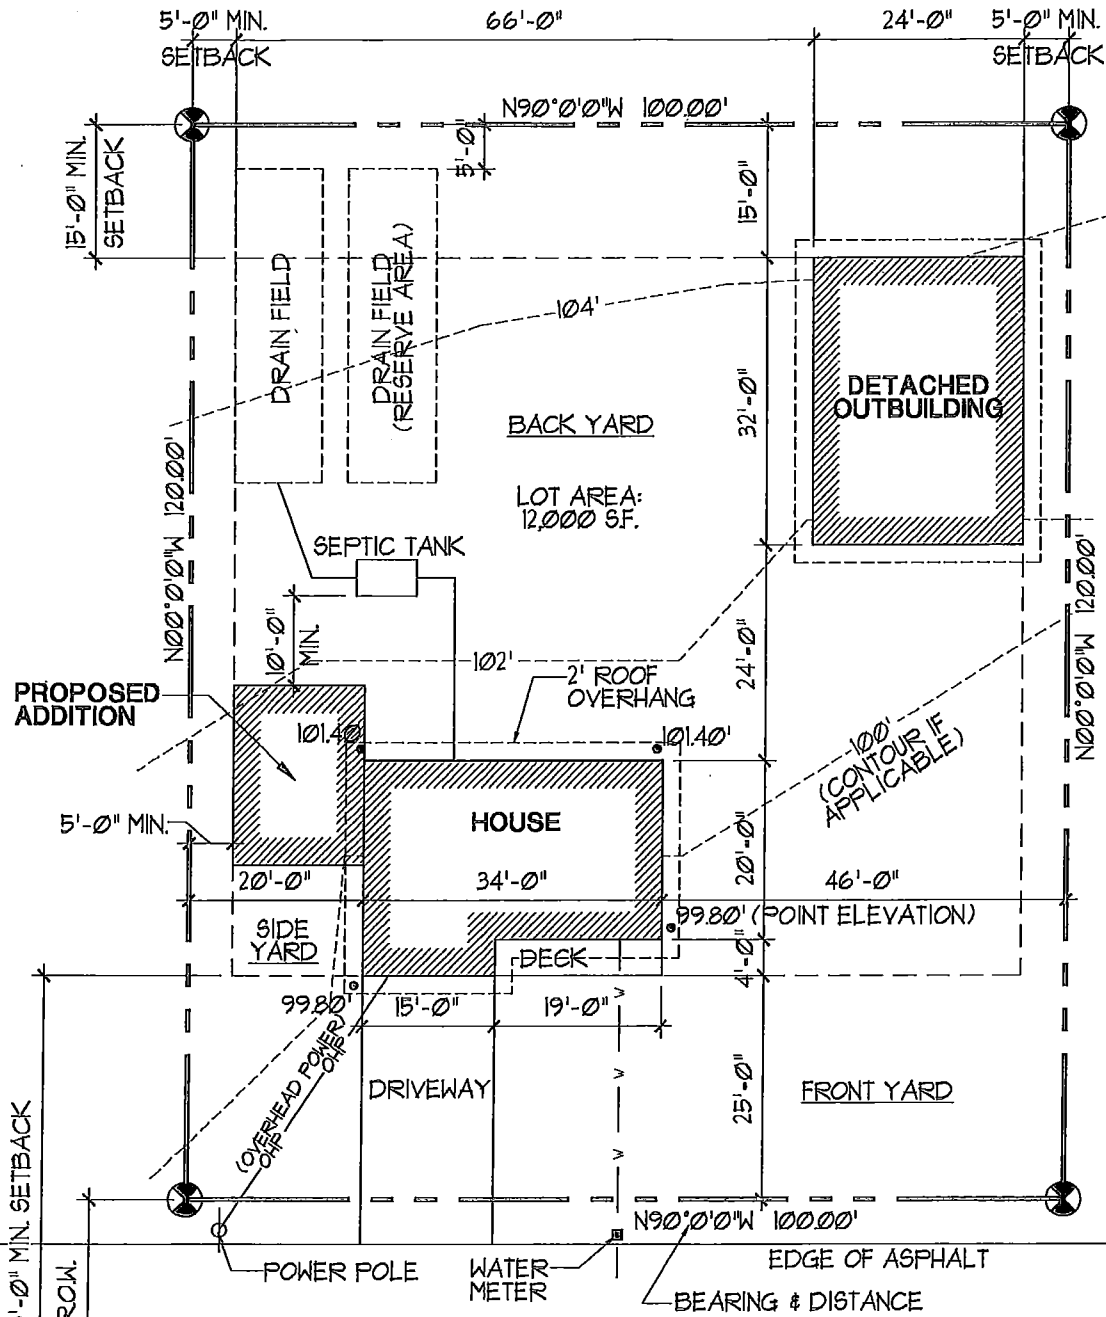 5'-0" MIN.
SETBACK
66'-0"
24'-0"
5'-0" MIN.
SETBACK
N90°0'0"W 100.00'
15'-0" MIN.
SETBACK
5'-0"
15'-0"
DRAIN FIELD
DRAIN FIELD
(RESERVE AREA)
104'
DETACHED
OUTBUILDING
32'-0"
BACK YARD
LOT AREA:
12,000 S.F.
N00°0'0"W 120.00'
SEPTIC TANK
N00°0'0"W 120.00'
10'-0"
MIN.
102'
24'-0"
2' ROOF
OVERHANG
PROPOSED
ADDITION
101.40'
101.40'
100'
(CONTOUR IF
APPLICABLE)
HOUSE
5'-0" MIN.
20'-0"
20'-0"
34'-0"
46'-0"
99.80' (POINT ELEVATION)
SIDE
YARD
DECK
4'-0"
99.80'
15'-0"
19'-0"
(OVERHEAD POWER)
OHP
OHP
DRIVEWAY
W
W
W
25'-0"
FRONT YARD
'-0" MIN. SETBACK
R.O.W.
N90°0'0"W 100.00'
EDGE OF ASPHALT
POWER POLE
WATER
METER
BEARING & DISTANCE